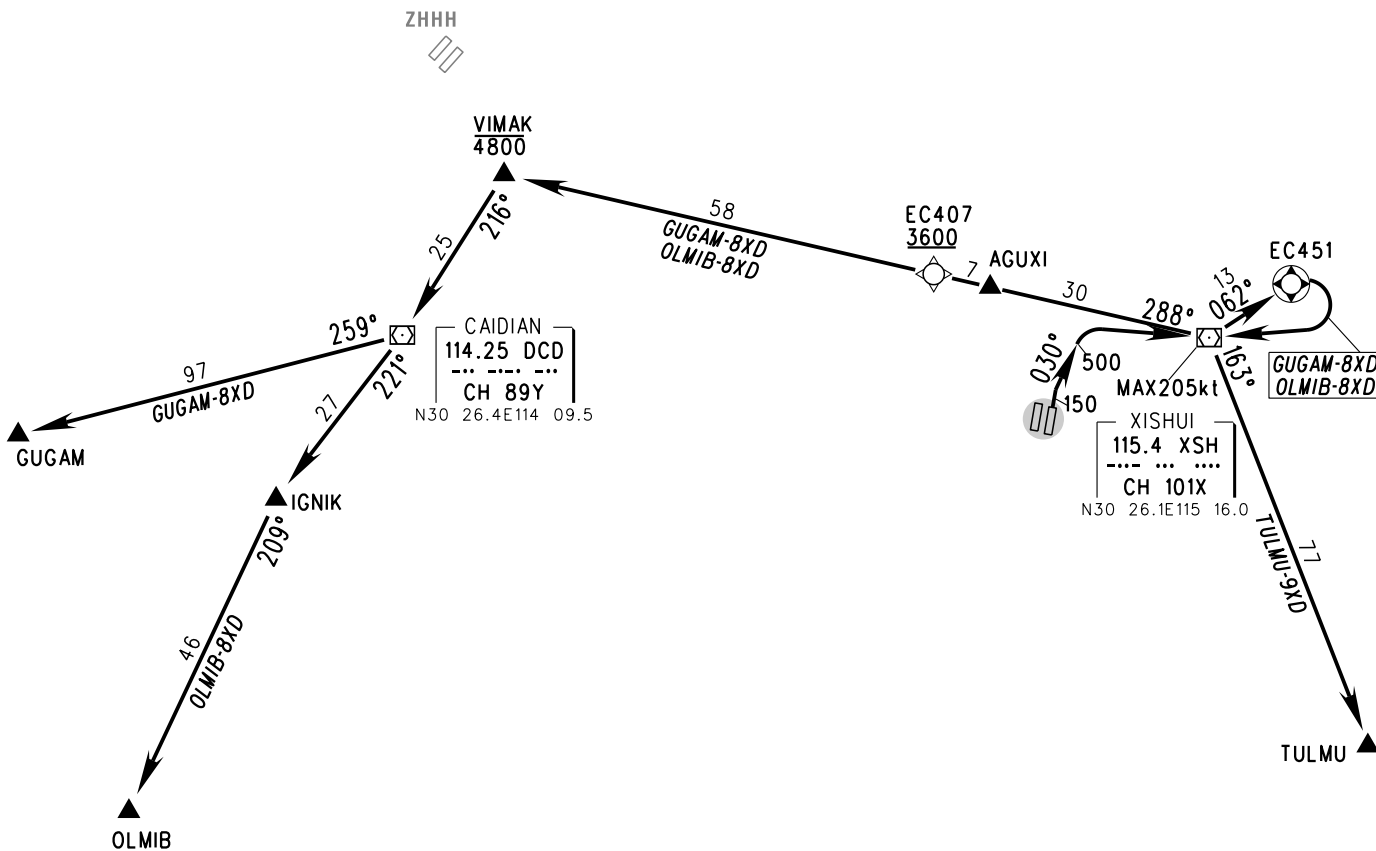 ZHHH
VIMAK
4800
216°
25
58
GUGAM-8XD
OLMIB-8XD
EC407
3600
7
AGUXI
30
288°
EC451
13
062°
GUGAM-8XD
OLMIB-8XD
030°
500
150
MAX205kt
163°
XISHUI
115.4 XSH
-··- ··· ····
CH 101X
N30 26.1E115 16.0
77
TULMU-9XD
TULMU
259°
CAIDIAN
114.25 DCD
-·· -·-· -··
CH 89Y
N30 26.4E114 09.5
221°
97
GUGAM-8XD
GUGAM
27
IGNIK
209°
46
OLMIB-8XD
OLMIB